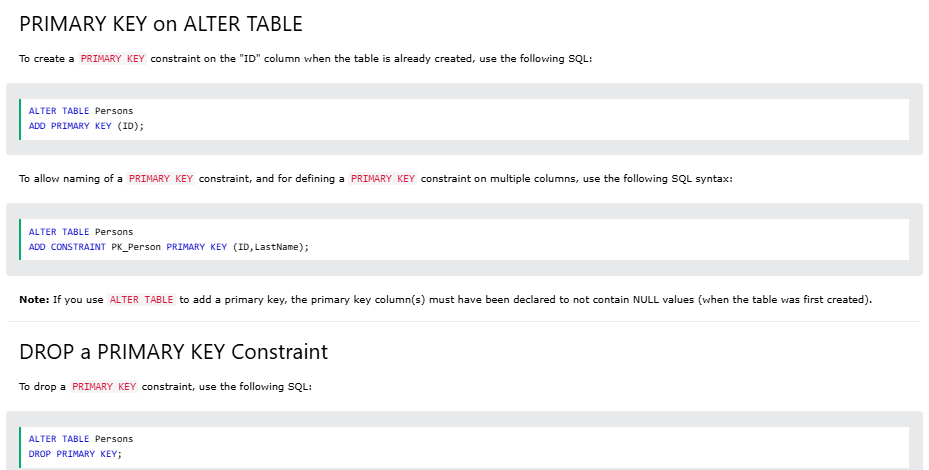 PRIMARY KEY on ALTER TABLE
To create a PRIMARY KEY constraint on the "ID" column when the table is already created, use the following SQL:
ALTER TABLE Persons
ADD PRIMARY KEY (ID);
To allow naming of a PRIMARY KEY constraint, and for defining a PRIMARY KEY constraint on multiple columns, use the following SQL syntax:
ALTER TABLE Persons
ADD CONSTRAINT PK_Person PRIMARY KEY (ID,LastName);
Note: If you use ALTER TABLE to add a primary key, the primary key column(s) must have been declared to not contain NULL values (when the table was first created).
DROP a PRIMARY KEY Constraint
To drop a PRIMARY KEY constraint, use the following SQL:
ALTER TABLE Persons
DROP PRIMARY KEY;